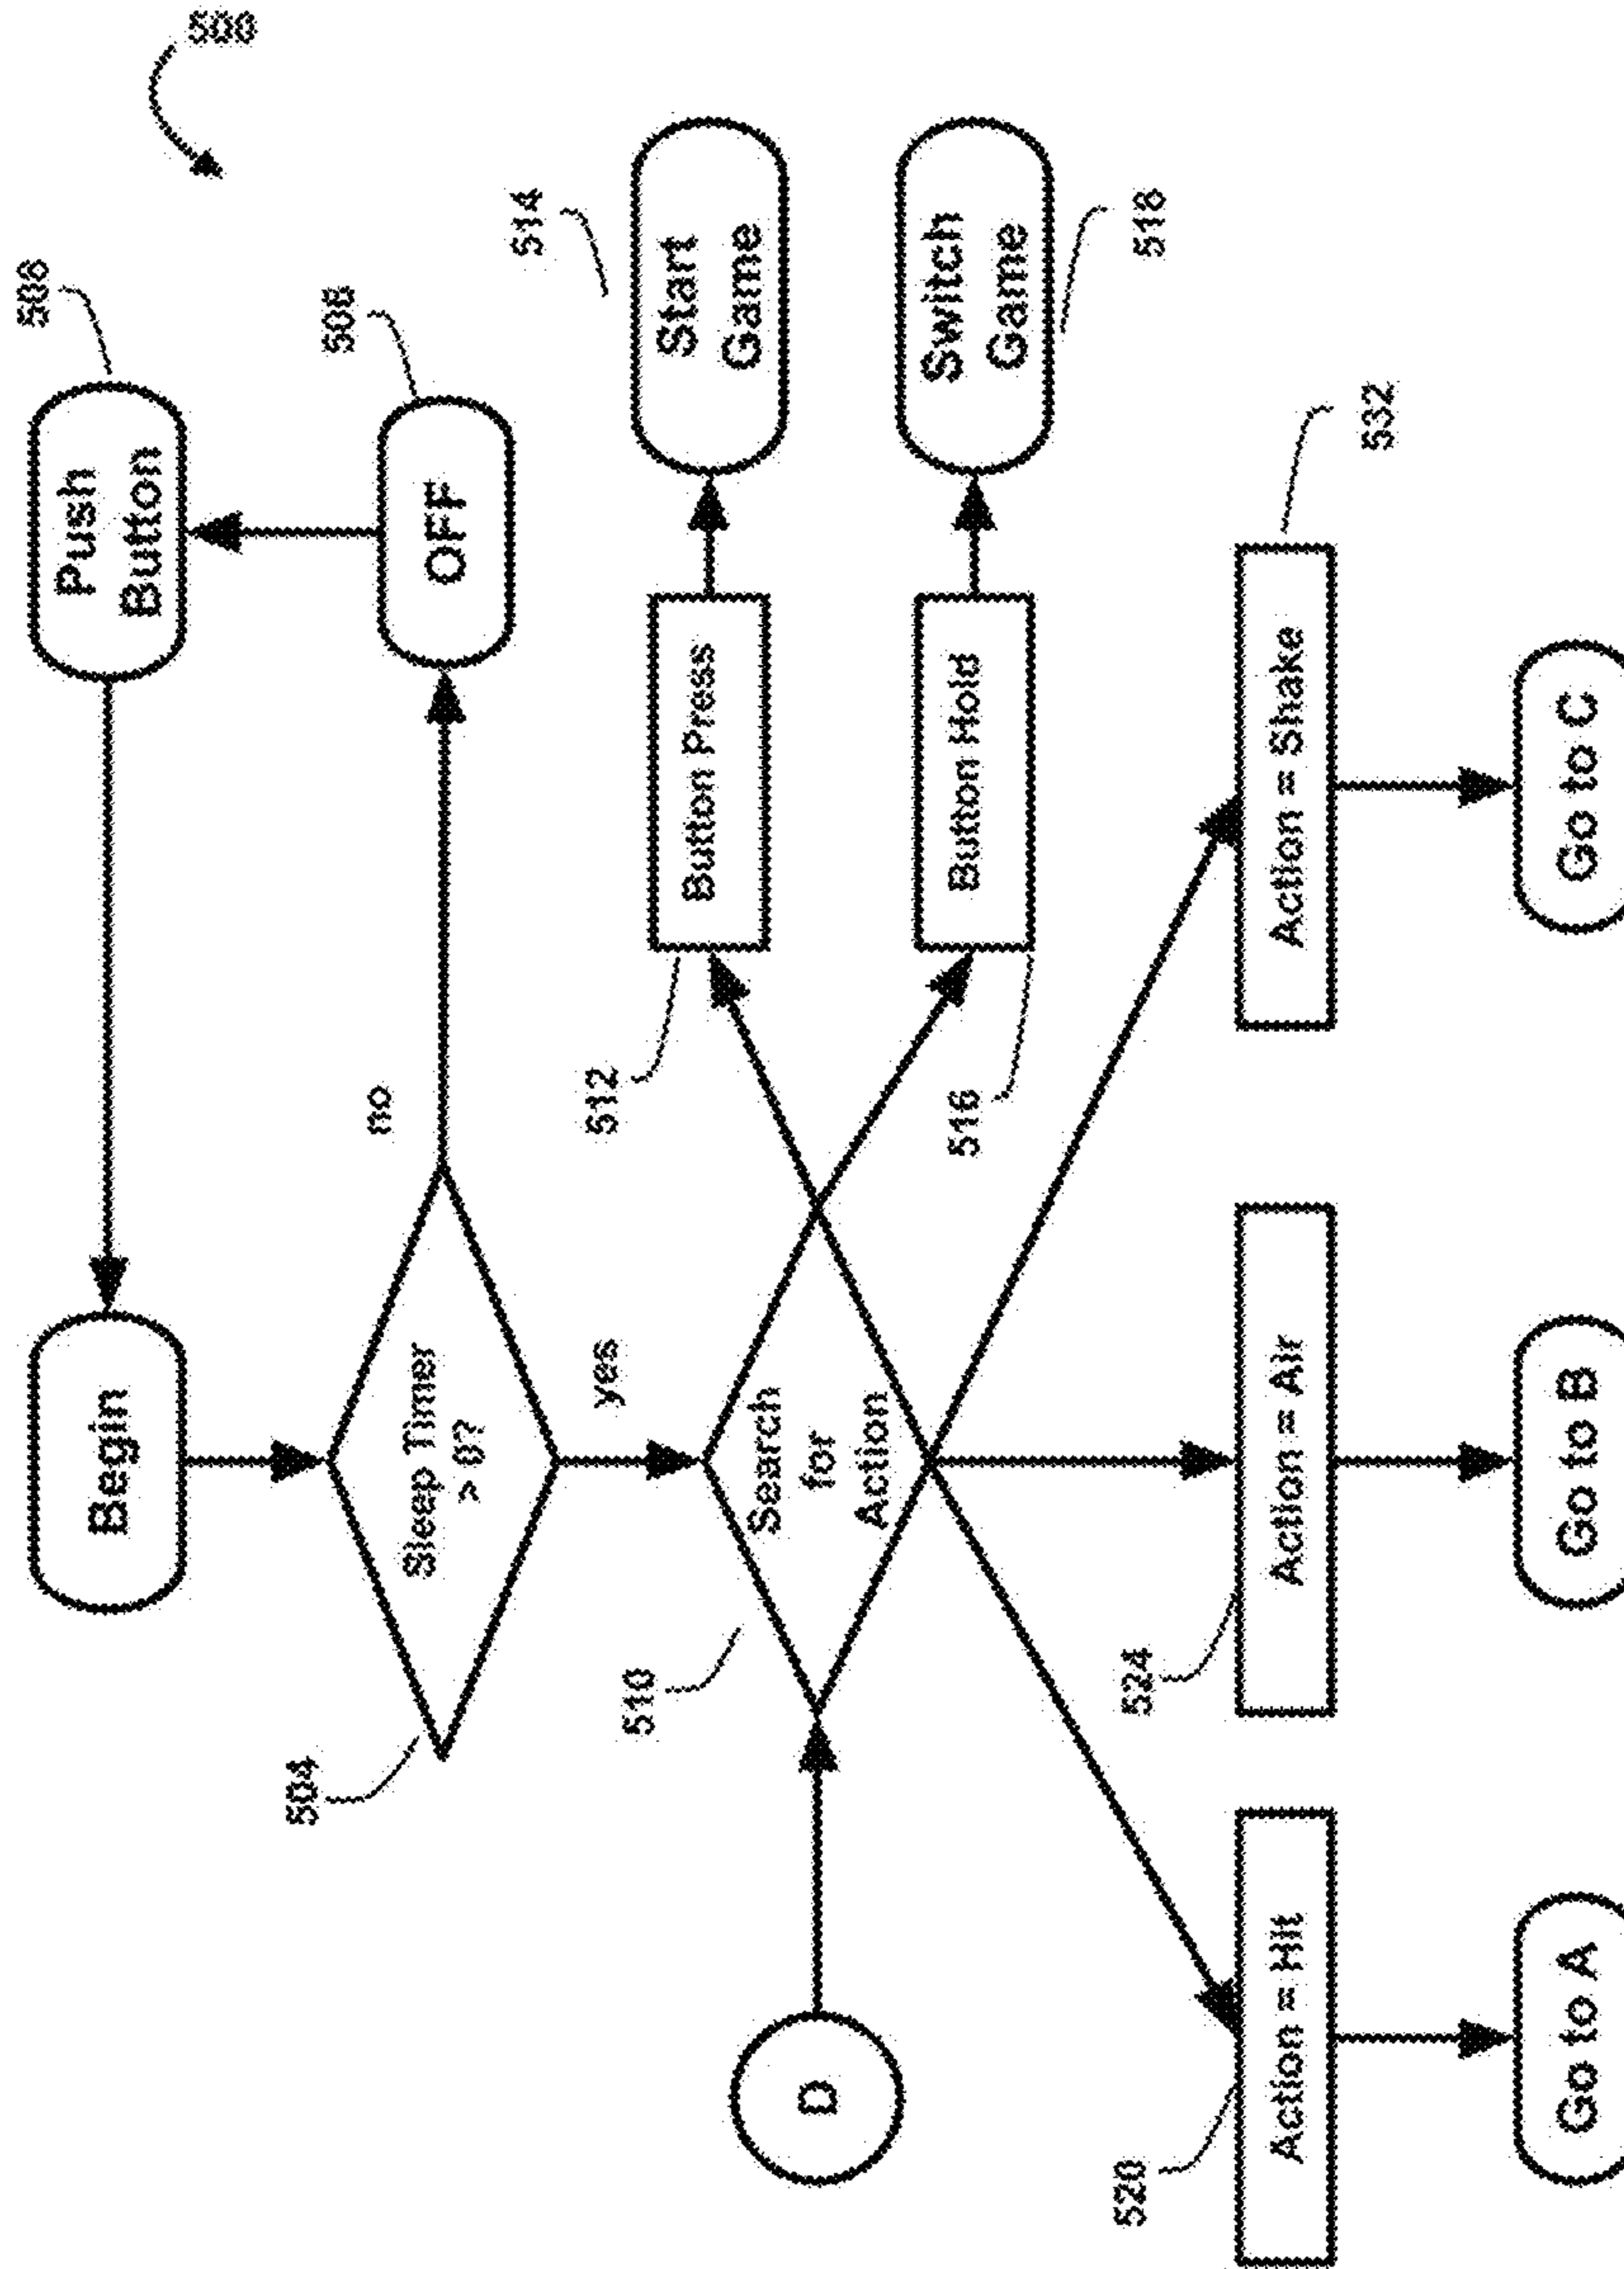 500
508
Begin
Push
Button
508
504
no
Sleep Timer
> 0?
OFF
yes
514
510
512
D
Search
for
Action
Button Press
Start
Game
516
Button Hold
Switch
Game
518
520
524
532
Action = Hit
Action = Air
Action = Shake
Go to A
Go to B
Go to C